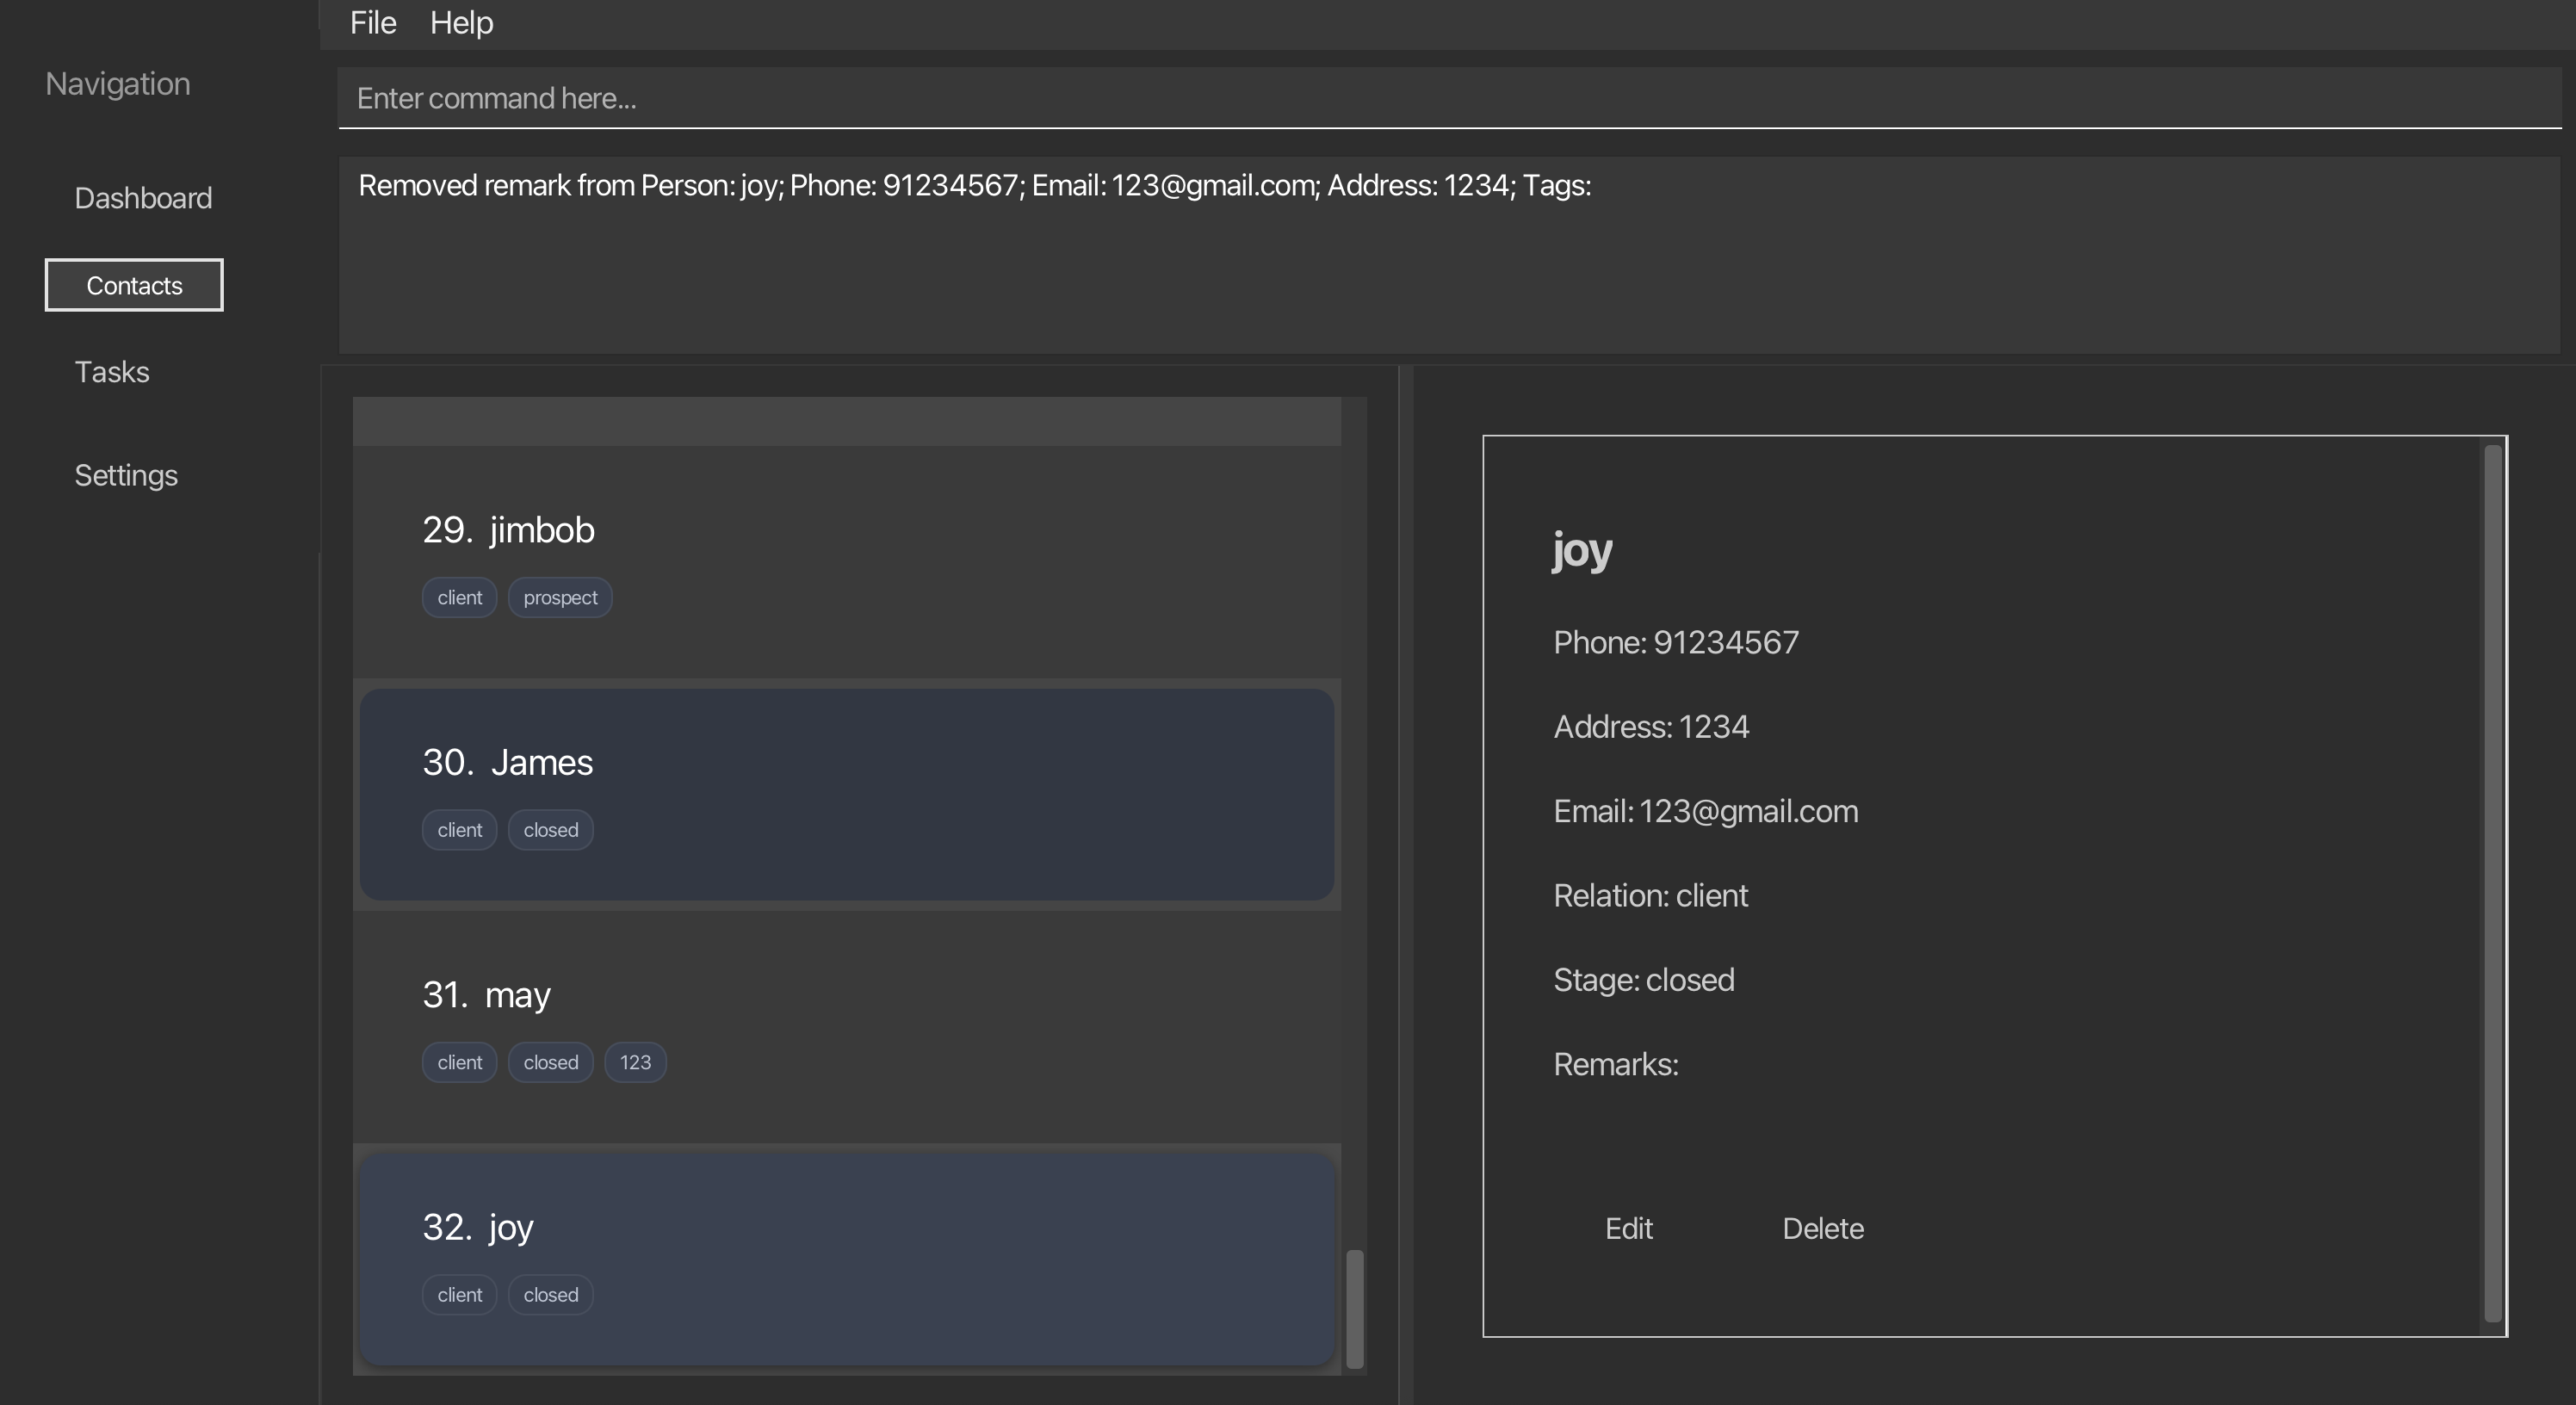 File Help
Navigation
Enter command here...
Dashboard
Removed remark from Person: joy; Phone: 91234567; Email: 123@gmail.com; Address: 1234; Tags:
Contacts
Tasks
Settings
29. jimbob
client prospect
30. James
client closed
31. may
client closed 123
32. joy
client closed
joy
Phone: 91234567
Address: 1234
Email: 123@gmail.com
Relation: client
Stage: closed
Remarks:
Edit Delete